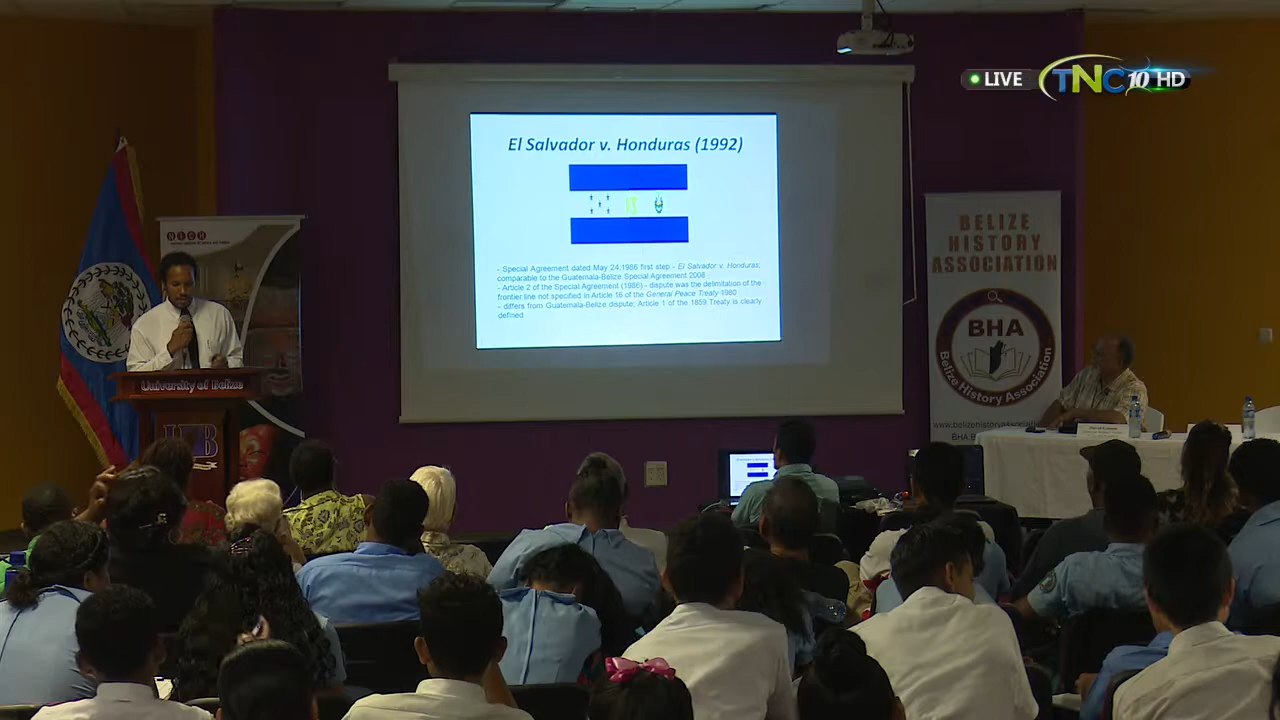 LIVE
TNC10 HD
El Salvador v. Honduras (1992)
- Special Agreement dated May 24,1986 first step - El Salvador v. Honduras;
comparable to the Guatemala-Belize Special Agreement 2008
- Article 2 of the Special Agreement (1986) - dispute was the delimitation of the
frontier line not specified in Article 16 of the General Peace Treaty 1980
- differs from Guatemala-Belize dispute; Article 1 of the 1859 Treaty is clearly
defined
NICH
University of Belize
UB
BELIZE
HISTORY
ASSOCIATION
BHA
Belize History Association